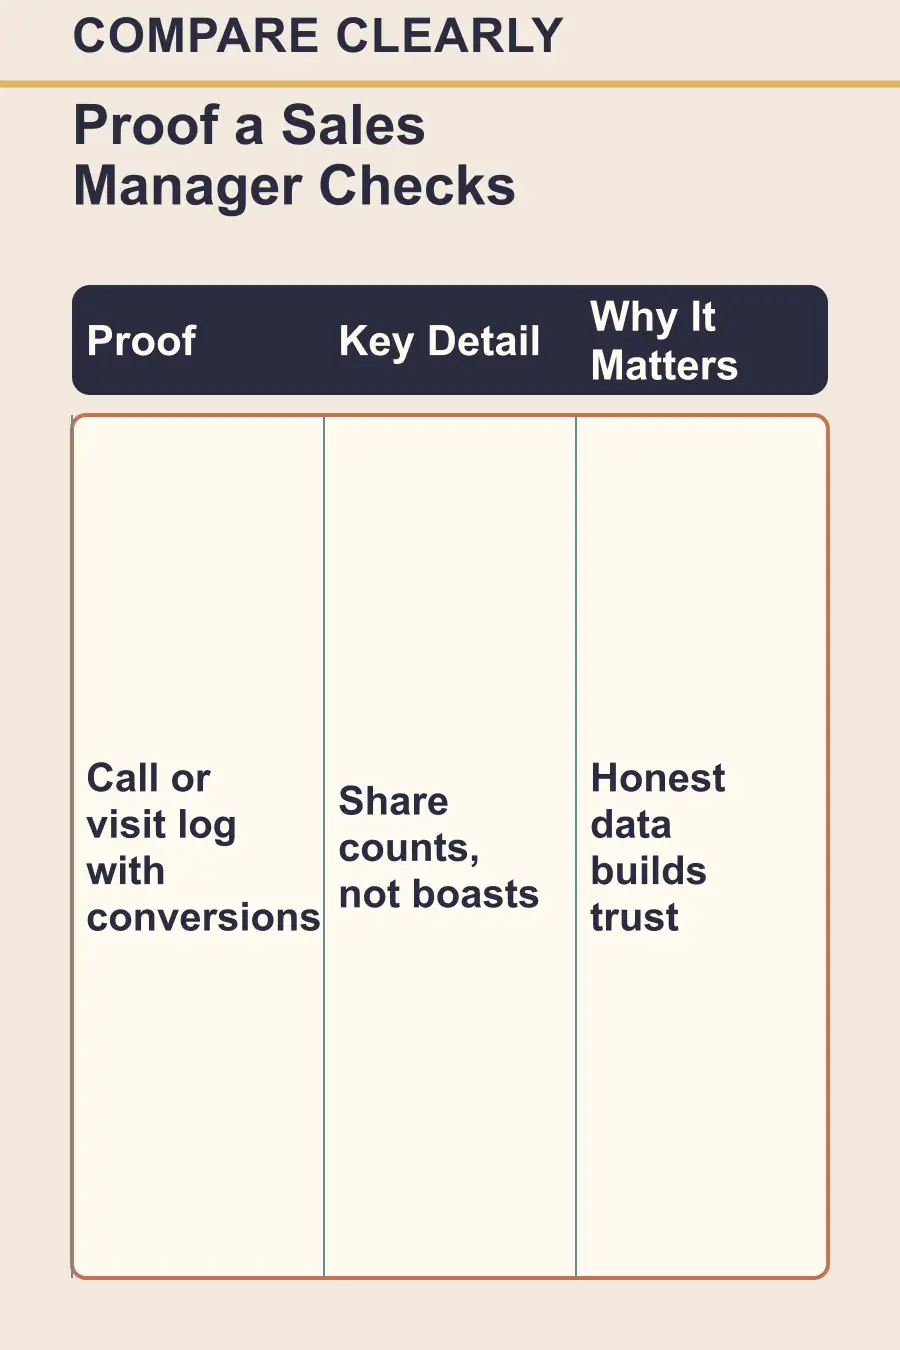 COMPARE CLEARLY
Proof a Sales
Manager Checks
Proof
Key Detail
Why It
Matters
Call or
visit log
with
conversions
Share
counts,
not boasts
Honest
data
builds
trust